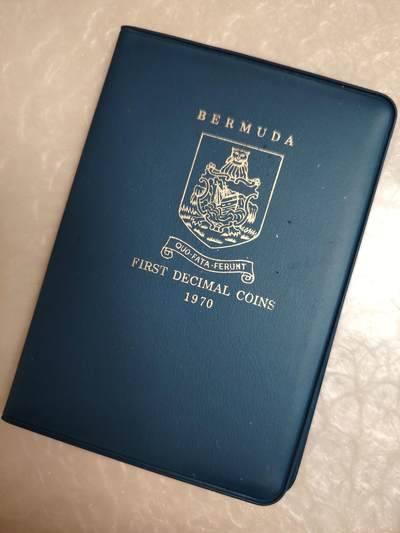 BERMUDA
QUO·FATA·FERUNT
FIRST DECIMAL COINS
1970